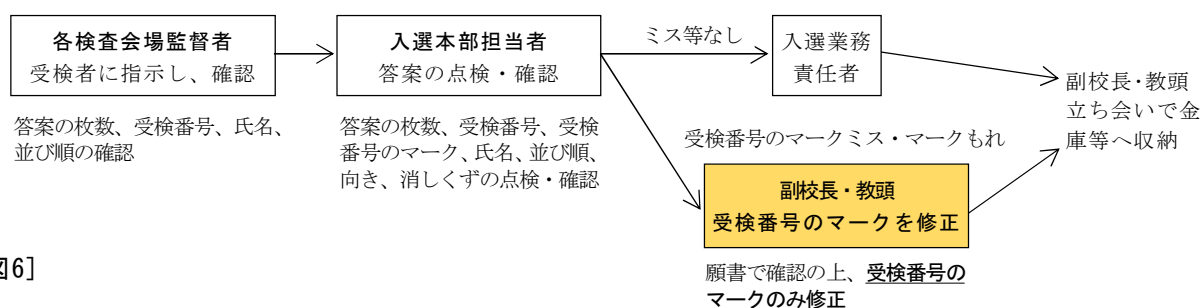 各検査会場監督者
受検者に指示し、確認
答案の枚数、受検番号、氏名、
並び順の確認
入選本部担当者
答案の点検・確認
答案の枚数、受検番号、受検
番号のマーク、氏名、並び順、
向き、消しくずの点検・確認
ミス等なし
入選業務
責任者
受検番号のマークミス・マークもれ
副校長・教頭
受検番号のマークを修正
願書で確認の上、受検番号の
マークのみ修正
副校長・教頭
立ち会いで金
庫等へ収納
図6]